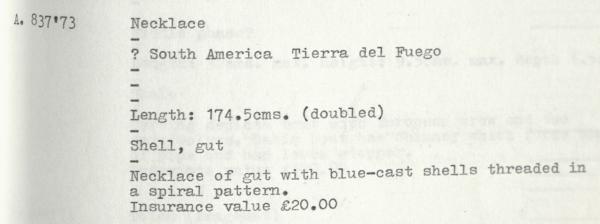 A. 837'73
Necklace
—
? South America Tierra del Fuego
—
—
—
Length: 174.5cms. (doubled)
—
Shell, gut
—
Necklace of gut with blue-cast shells threaded in
a spiral pattern.
Insurance value £20.00